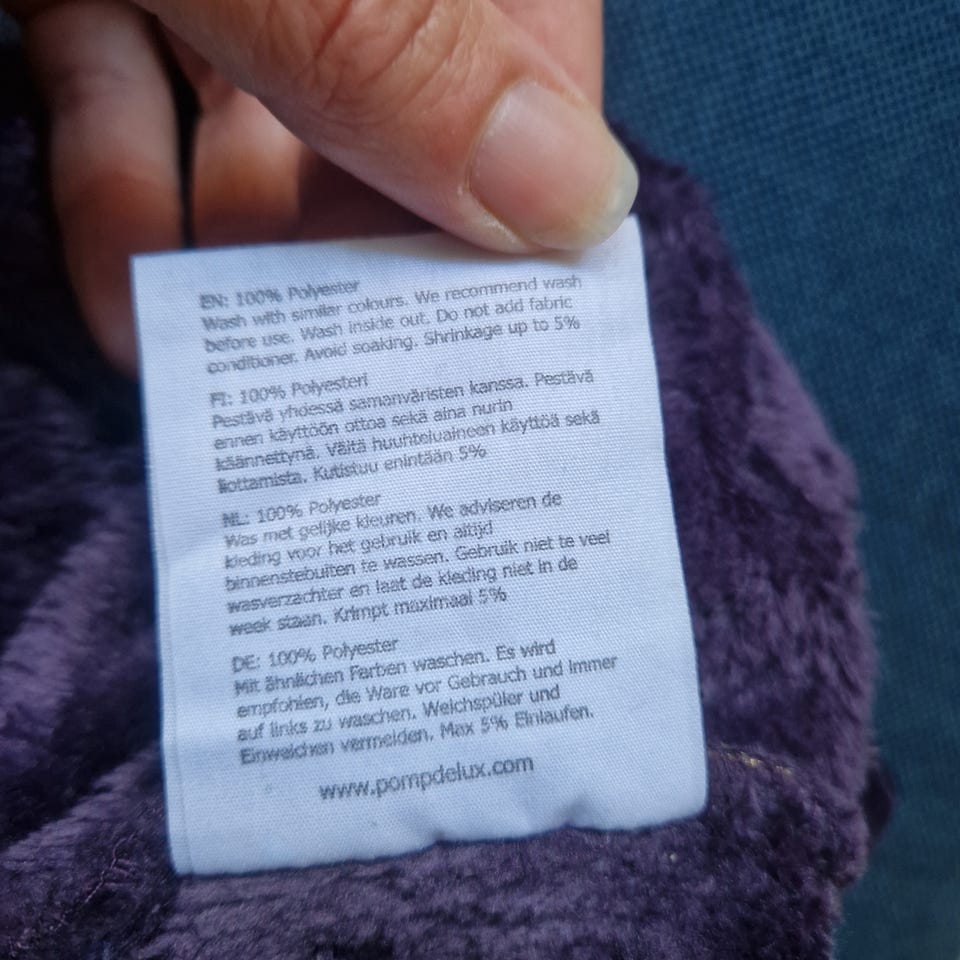 EN: 100% Polyester
Wash with similar colours. We recommend wash
before use. Wash inside out. Do not add fabric
conditioner. Avoid soaking. Shrinkage up to 5%
FI: 100% Polyesteri
Pestävä yhdessä samanväristen kanssa. Pestävä
ennen käyttöön ottoa sekä aina nurin
käännettynä. Vältä huuhteluaineen käyttöä sekä
liottamista. Kutistuu enintään 5%
NL: 100% Polyester
Was met gelijke kleuren. We adviseren de
kleding voor het gebruik en altijd
binnenstebuiten te wassen. Gebruik niet te veel
wasverzachter en laat de kleding niet in de
week staan. Krimpt maximaal 5%
DE: 100% Polyester
Mit ähnlichen Farben waschen. Es wird
empfohlen, die Ware vor Gebrauch und immer
auf links zu waschen. Weichspüler und
Einweichen vermeiden. Max 5% Einlaufen.
www.pompdelux.com